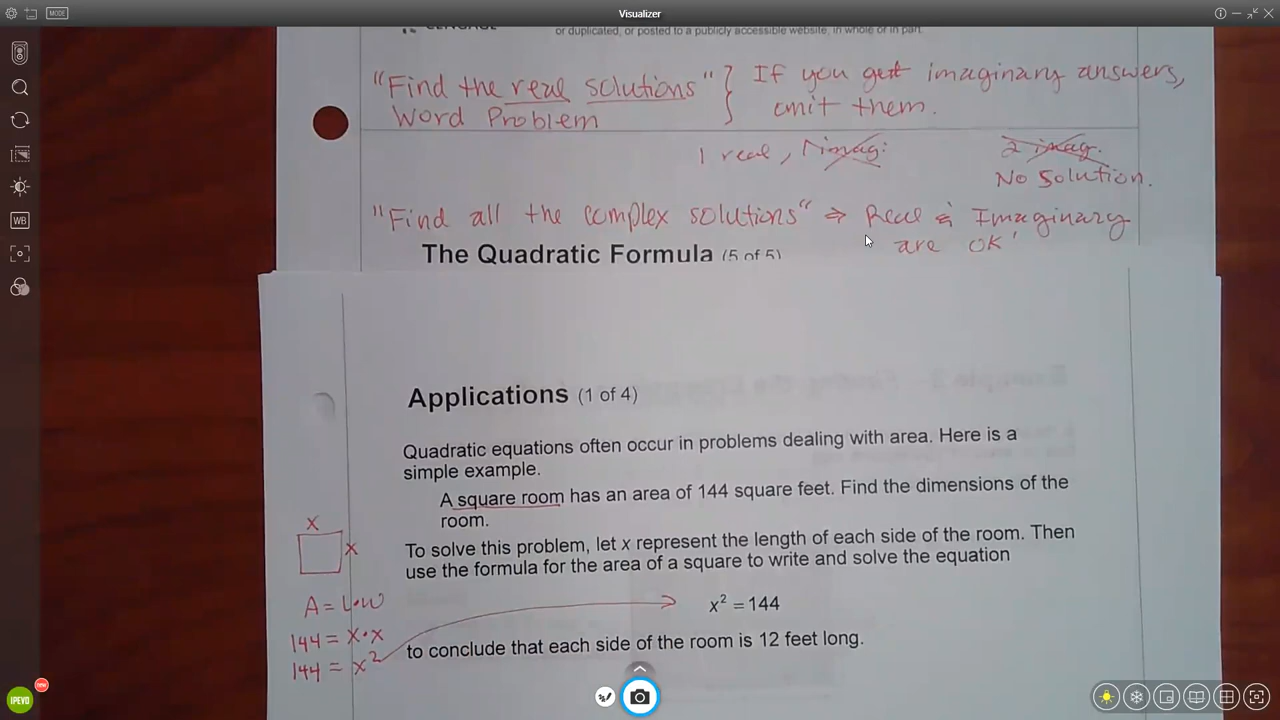 MODE
Visualizer
CENGAGE
or duplicated, or posted to a publicly accessible website, in whole or in part.
"Find the real solutions" } If you get imaginary answers,
Word Problem omit them.
1 real, 1 imag. 2 imag.
No Solution.
"Find all the complex solutions" ⇒ Real & Imaginary
are OK
The Quadratic Formula (5 of 5)
Applications (1 of 4)
Quadratic equations often occur in problems dealing with area. Here is a
simple example.
A square room has an area of 144 square feet. Find the dimensions of the
room.
x
x
To solve this problem, let x represent the length of each side of the room. Then
use the formula for the area of a square to write and solve the equation
A = L•W
x² = 144
144 = x•x
144 = x²
to conclude that each side of the room is 12 feet long.
WB
IPEVO
new